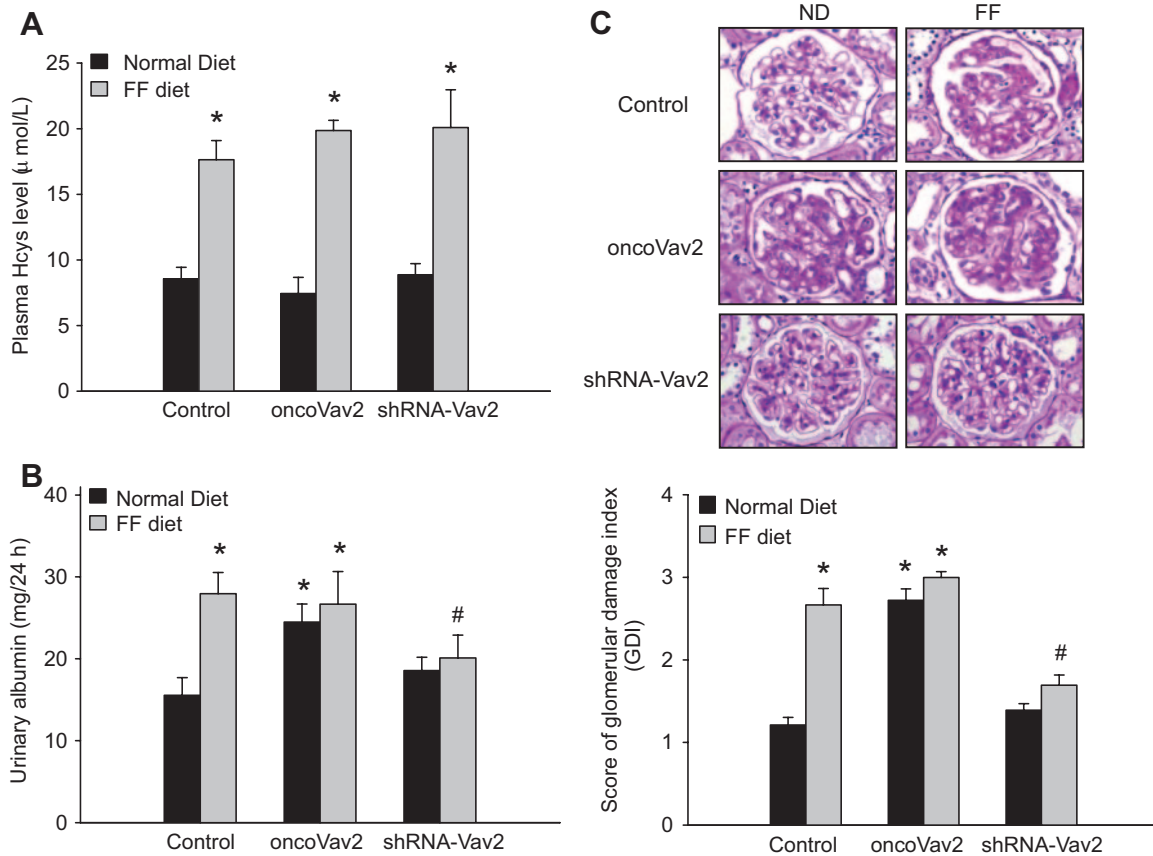 A
Normal Diet
FF diet
Plasma Hcys level (μ mol/L)
25
20
15
10
5
0
*
*
*
Control
oncoVav2
shRNA-Vav2
B
Normal Diet
FF diet
Urinary albumin (mg/24 h)
40
30
20
10
0
*
*
*
#
Control
oncoVav2
shRNA-Vav2
C
ND
FF
Control
oncoVav2
shRNA-Vav2
Normal Diet
FF diet
Score of glomerular damage index
(GDI)
4
3
2
1
0
*
*
*
#
Control
oncoVav2
shRNA-Vav2